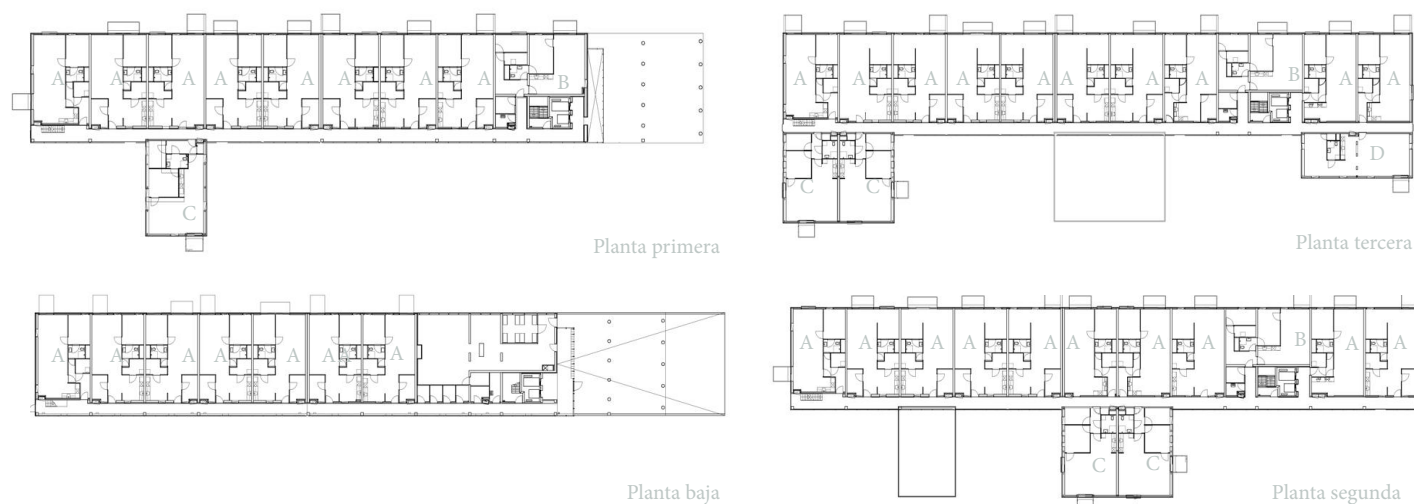 A A A A A A A A B
C
Planta primera
A A A A A A A A B A A
D
C C
Planta tercera
A A A A A A A
Planta baja
A A A A A A A A B A A
C C
Planta segunda